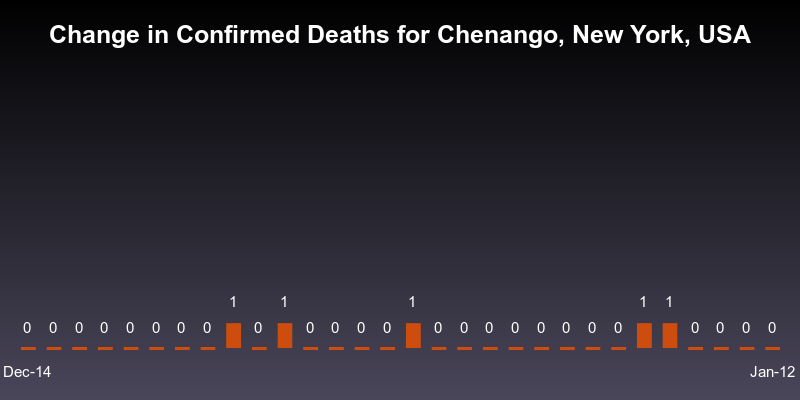 Change in Confirmed Deaths for Chenango, New York, USA
1 1 1 1 1
0 0 0 0 0 0 0 0 0 0 0 0 0 0 0 0 0 0 0 0 0 0 0 0 0
Dec-14 Jan-12